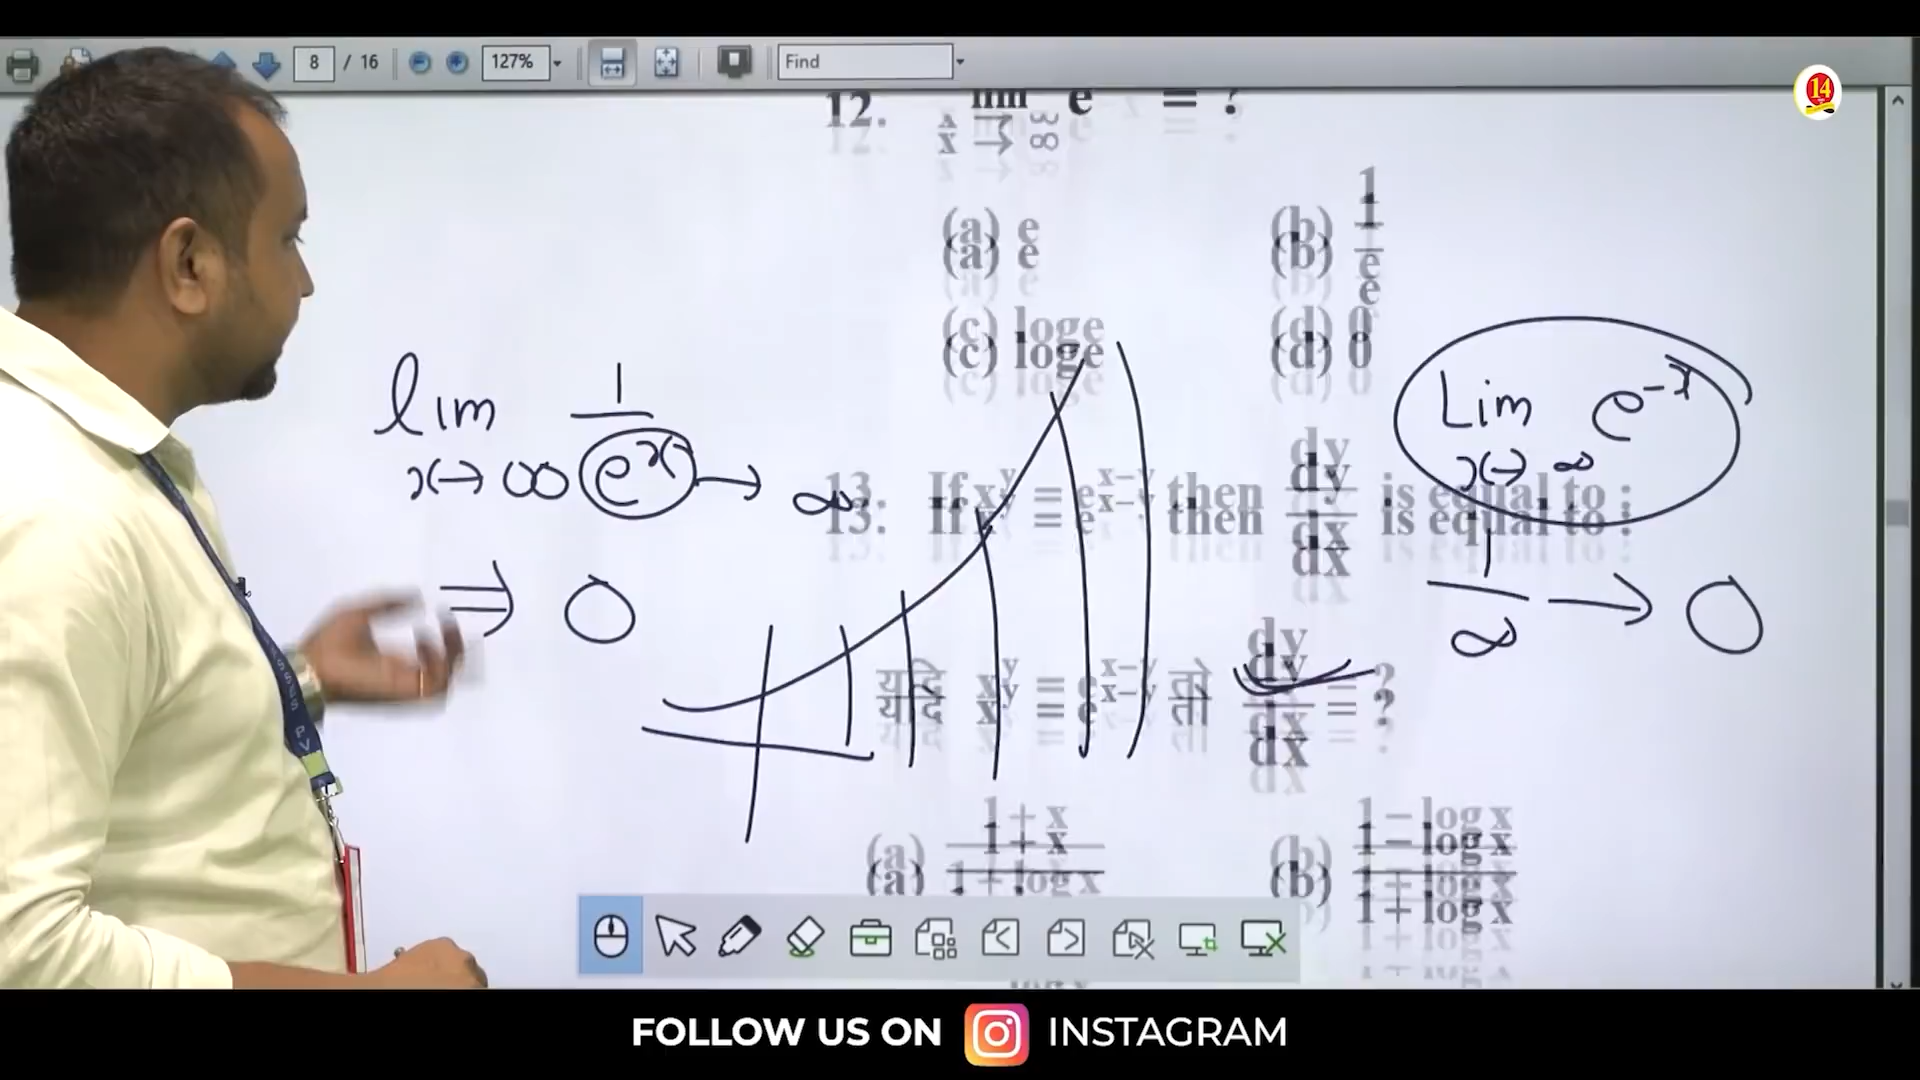 8 / 16 127% Find
14
12. lim e = ?
x → ∞
(a) e (b) 1/e
(c) loge (d) 0
lim 1/e^x → ∞
x → ∞
⇒ 0
Lim e^-x
x → ∞
1/∞ → 0
13. If x^y = e^x-y then dy/dx is equal to :
यदि x^y = e^x-y तो dy/dx = ?
(a) 1 + x / 1 + log x (b) 1 − log x / 1 + log x
FOLLOW US ON INSTAGRAM